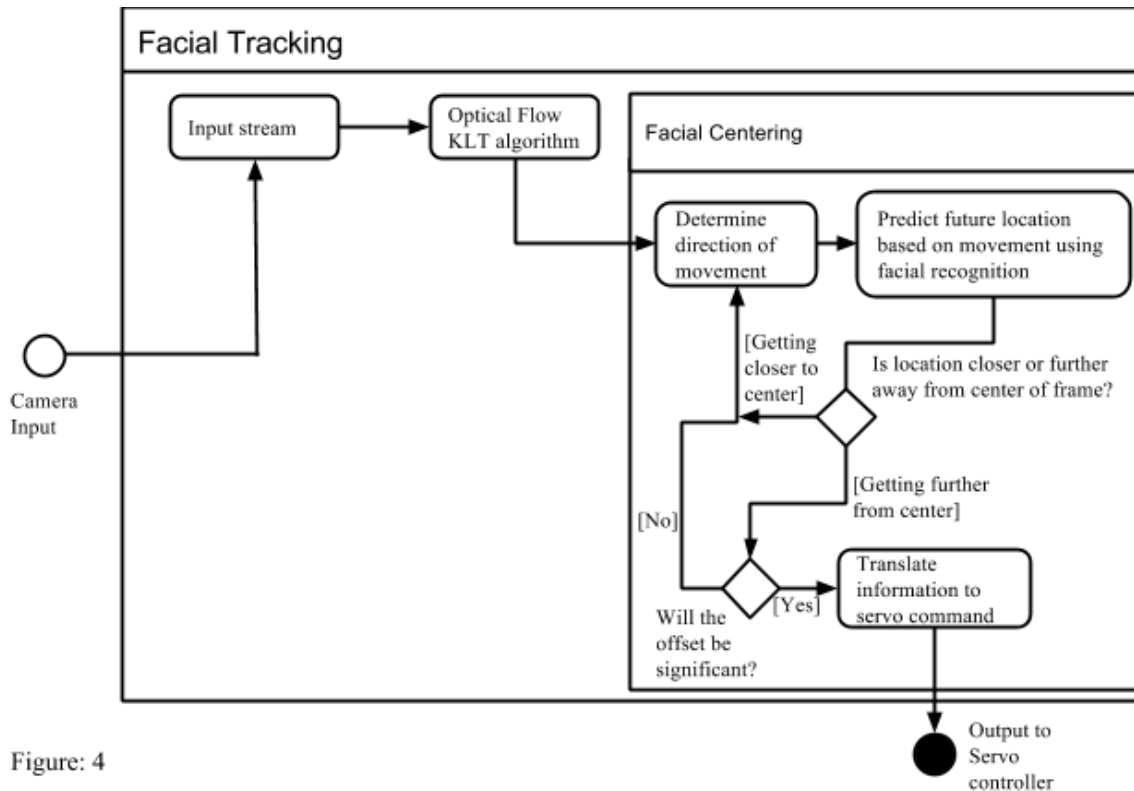 Facial Tracking
Input stream
Optical Flow
KLT algorithm
Facial Centering
Determine
direction of
movement
Predict future location
based on movement using
facial recognition
[Getting
closer to
center]
Is location closer or further
away from center of frame?
Camera
Input
[Getting further
from center]
[No]
[Yes]
Translate
information to
servo command
Will the
offset be
significant?
Output to
Servo
controller
Figure: 4